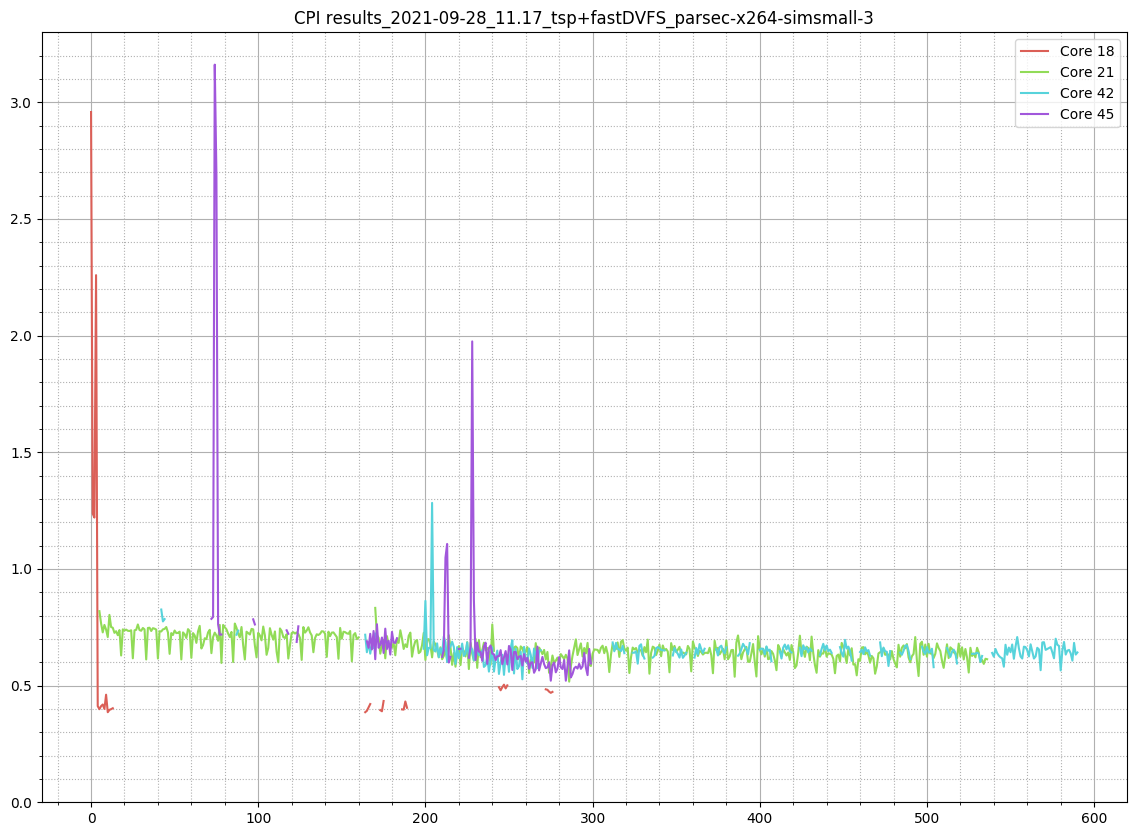 CPI results_2021-09-28_11.17_tsp+fastDVFS_parsec-x264-simsmall-3
Core 18
Core 21
Core 42
Core 45
3.0
2.5
2.0
1.5
1.0
0.5
0.0
0 100 200 300 400 500 600